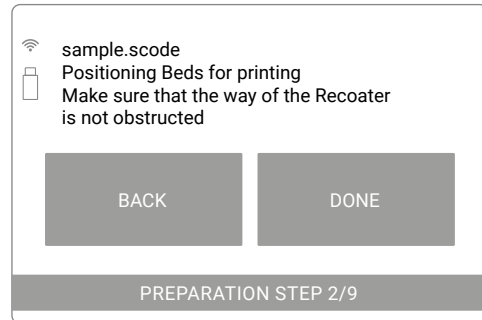 sample.scode
Positioning Beds for printing
Make sure that the way of the Recoater
is not obstructed
BACK
DONE
PREPARATION STEP 2/9